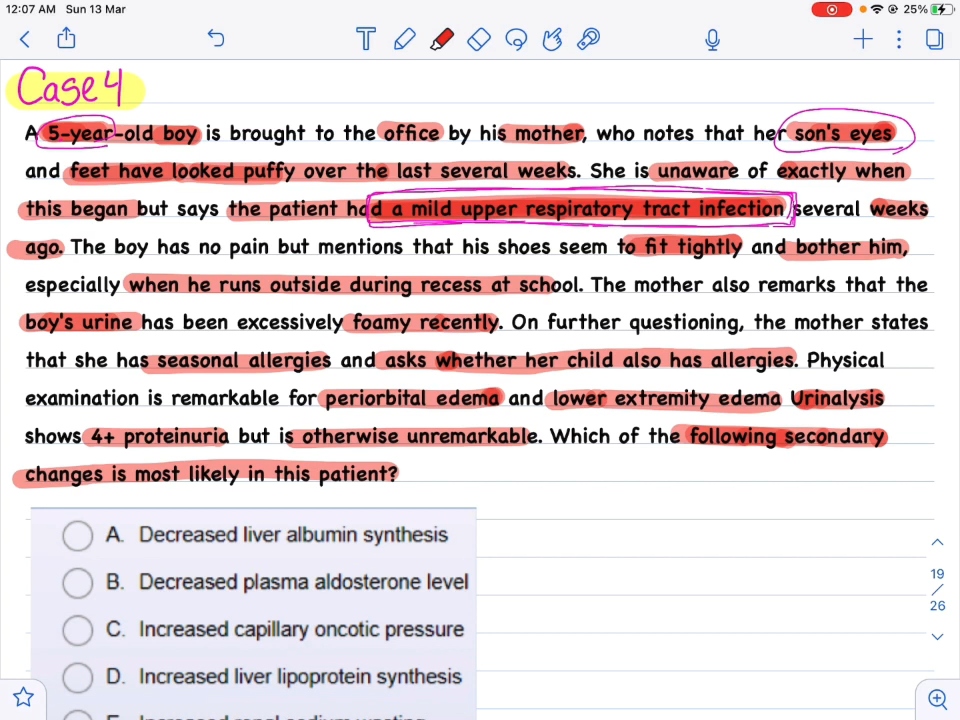 12:07 AM Sun 13 Mar
25%
Case 4
A 5-year-old boy is brought to the office by his mother, who notes that her son's eyes
and feet have looked puffy over the last several weeks. She is unaware of exactly when
this began but says the patient had a mild upper respiratory tract infection several weeks
ago. The boy has no pain but mentions that his shoes seem to fit tightly and bother him,
especially when he runs outside during recess at school. The mother also remarks that the
boy's urine has been excessively foamy recently. On further questioning, the mother states
that she has seasonal allergies and asks whether her child also has allergies. Physical
examination is remarkable for periorbital edema and lower extremity edema Urinalysis
shows 4+ proteinuria but is otherwise unremarkable. Which of the following secondary
changes is most likely in this patient?
A. Decreased liver albumin synthesis
B. Decreased plasma aldosterone level
C. Increased capillary oncotic pressure
D. Increased liver lipoprotein synthesis
19
/
26